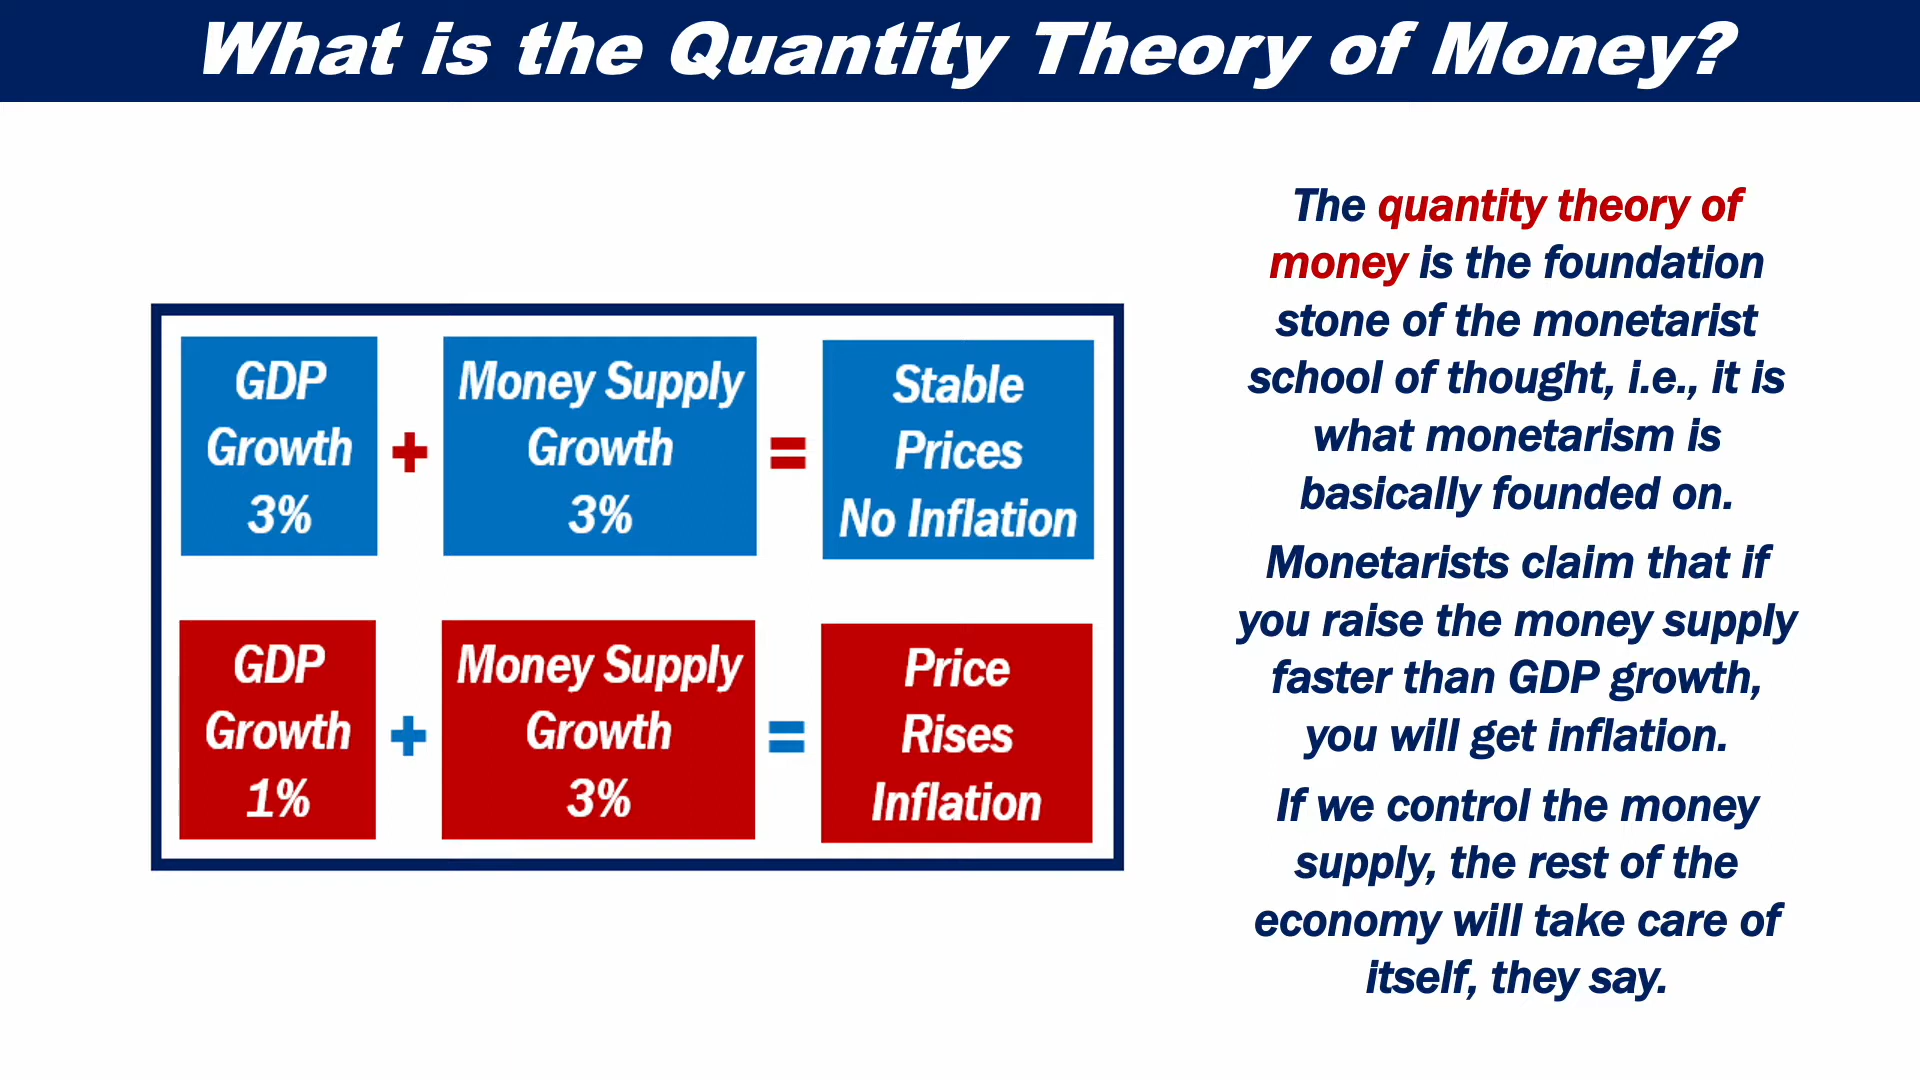 What is the Quantity Theory of Money?
GDP
Growth
3%
+
Money Supply
Growth
3%
=
Stable
Prices
No Inflation
GDP
Growth
1%
+
Money Supply
Growth
3%
=
Price
Rises
Inflation
The quantity theory of
money is the foundation
stone of the monetarist
school of thought, i.e., it is
what monetarism is
basically founded on.
Monetarists claim that if
you raise the money supply
faster than GDP growth,
you will get inflation.
If we control the money
supply, the rest of the
economy will take care of
itself, they say.